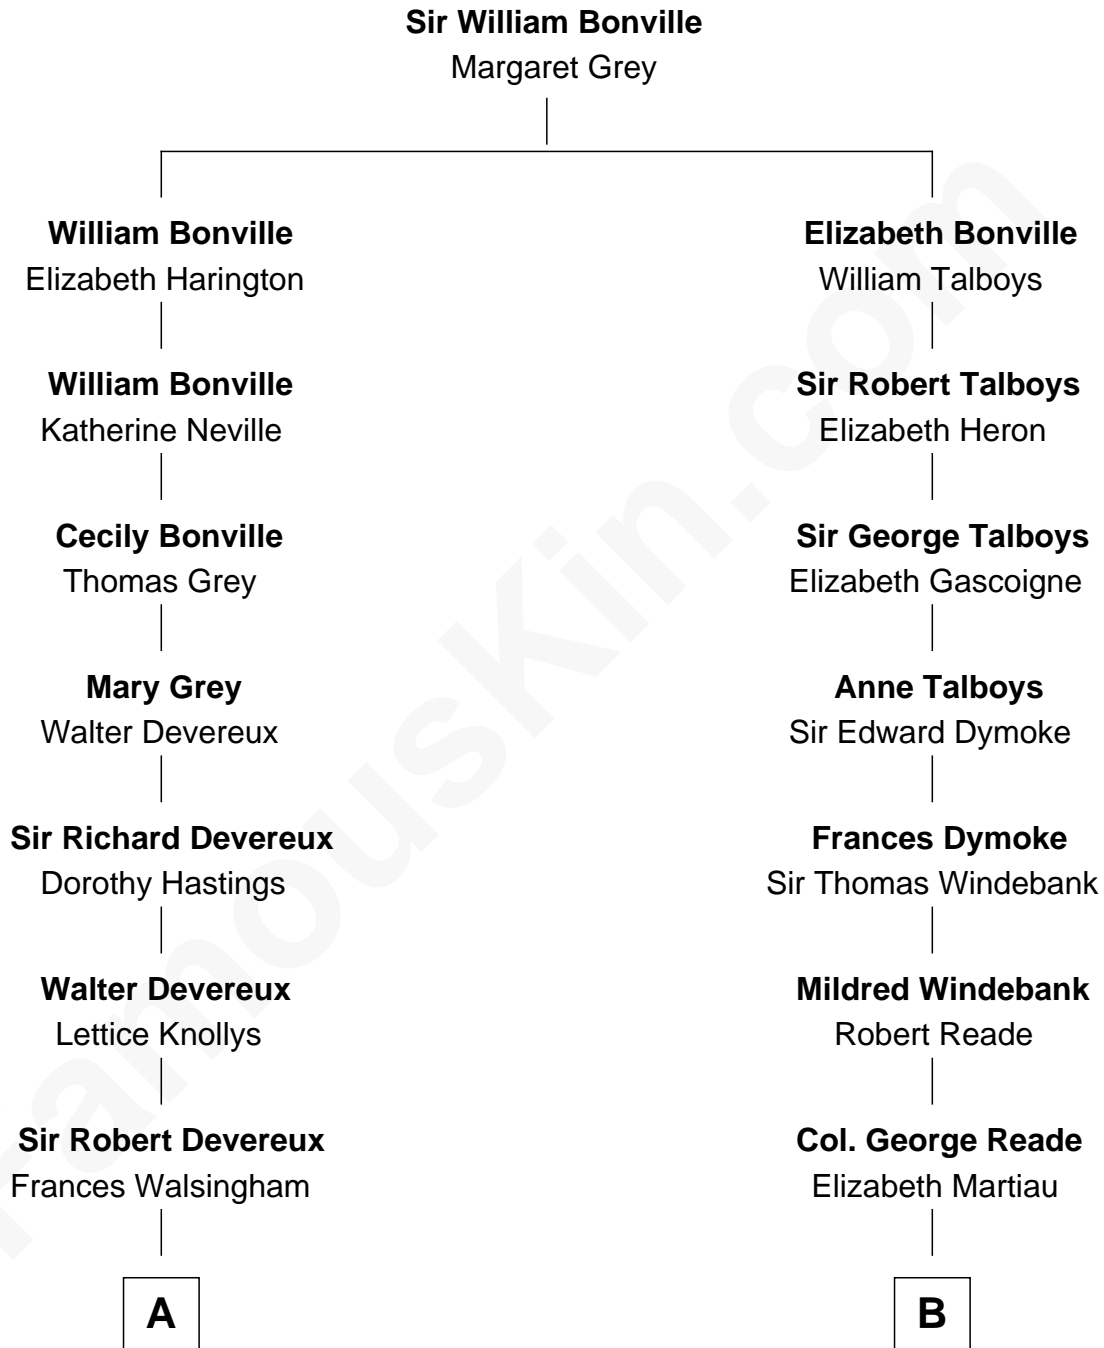 Sir William Bonville
Margaret Grey
William Bonville
Elizabeth Harington
William Bonville
Katherine Neville
Cecily Bonville
Thomas Grey
Mary Grey
Walter Devereux
Sir Richard Devereux
Dorothy Hastings
Walter Devereux
Lettice Knollys
Sir Robert Devereux
Frances Walsingham
A
Elizabeth Bonville
William Talboys
Sir Robert Talboys
Elizabeth Heron
Sir George Talboys
Elizabeth Gascoigne
Anne Talboys
Sir Edward Dymoke
Frances Dymoke
Sir Thomas Windebank
Mildred Windebank
Robert Reade
Col. George Reade
Elizabeth Martiau
B
FamousKin.com